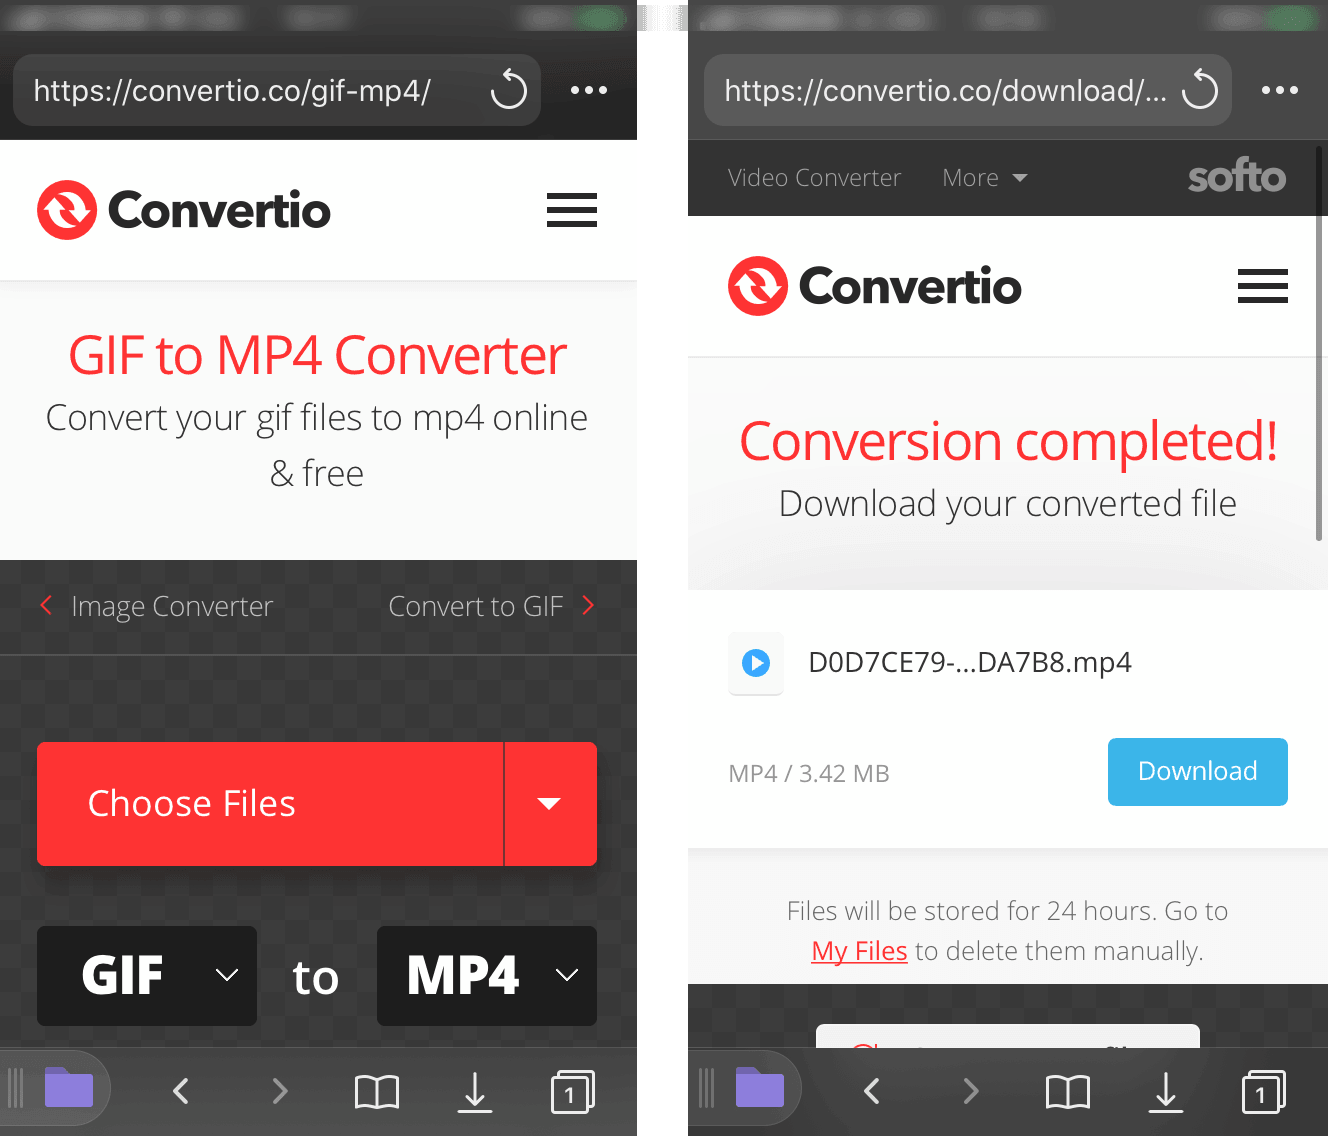 https://convertio.co/gif-mp4/
Convertio
GIF to MP4 Converter
Convert your gif files to mp4 online
& free
Image Converter
Convert to GIF
Choose Files
GIF to MP4
1
https://convertio.co/download/...
Video Converter
More
softo
Convertio
Conversion completed!
Download your converted file
D0D7CE79-...DA7B8.mp4
MP4 / 3.42 MB
Download
Files will be stored for 24 hours. Go to
My Files to delete them manually.
1